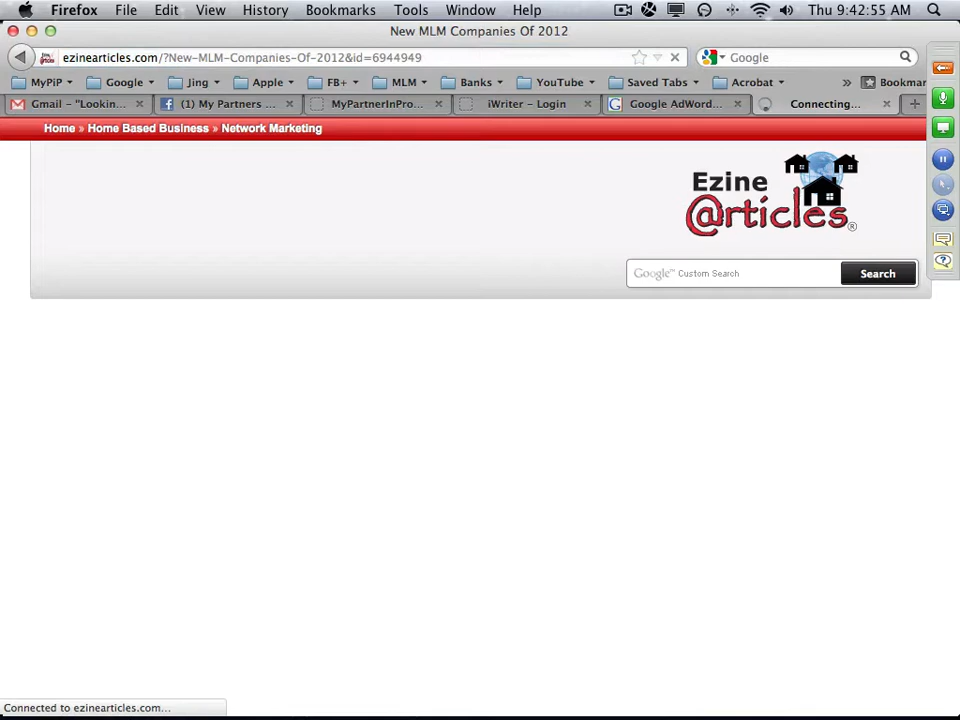 Firefox File Edit View History Bookmarks Tools Window Help Thu 9:42:55 AM
New MLM Companies Of 2012
ezinearticles.com/?New-MLM-Companies-Of-2012&id=6944949 Google
MyPiP Google Jing Apple FB+ MLM Banks YouTube Saved Tabs Acrobat » Bookmar
Gmail – "Lookin... (1) My Partners ... MyPartnerInPro... iWriter – Login Google AdWord... Connecting...
Home » Home Based Business » Network Marketing
Ezine
@rticles®
Google™ Custom Search Search
Connected to ezinearticles.com...